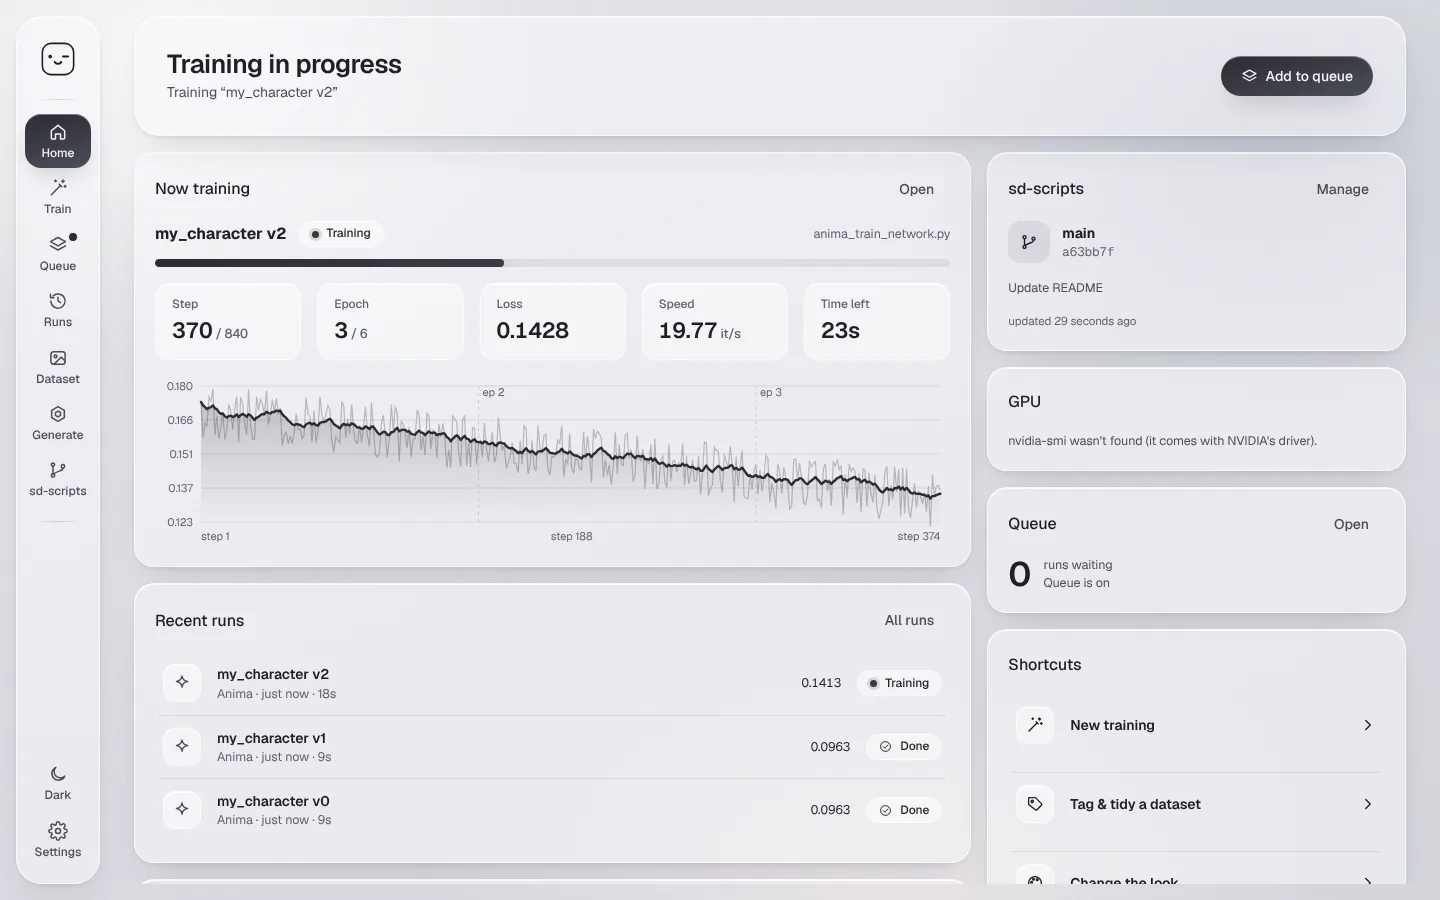 Training in progress
Training “my_character v2”
Add to queue
Home
Train
Queue
Runs
Dataset
Generate
sd-scripts
Dark
Settings
Now training
Open
my_character v2
Training
anima_train_network.py
Step
370 / 840
Epoch
3 / 6
Loss
0.1428
Speed
19.77 it/s
Time left
23s
0.180
0.166
0.151
0.137
0.123
ep 2
ep 3
step 1
step 188
step 374
Recent runs
All runs
my_character v2
Anima · just now · 18s
0.1413
Training
my_character v1
Anima · just now · 9s
0.0963
Done
my_character v0
Anima · just now · 9s
0.0963
Done
sd-scripts
Manage
main
a63bb7f
Update README
updated 29 seconds ago
GPU
nvidia-smi wasn't found (it comes with NVIDIA's driver).
Queue
Open
0
runs waiting
Queue is on
Shortcuts
New training
Tag & tidy a dataset
Change the look